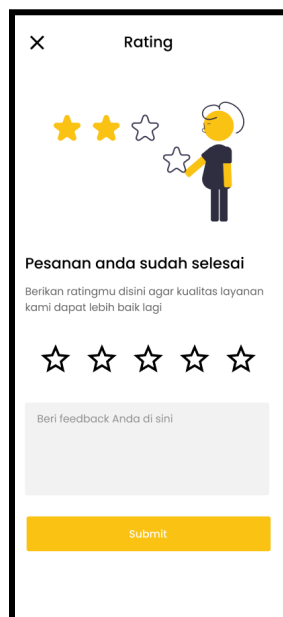 Rating
Pesanan anda sudah selesai
Berikan ratingmu disini agar kualitas layanan
kami dapat lebih baik lagi
Beri feedback Anda di sini
Submit